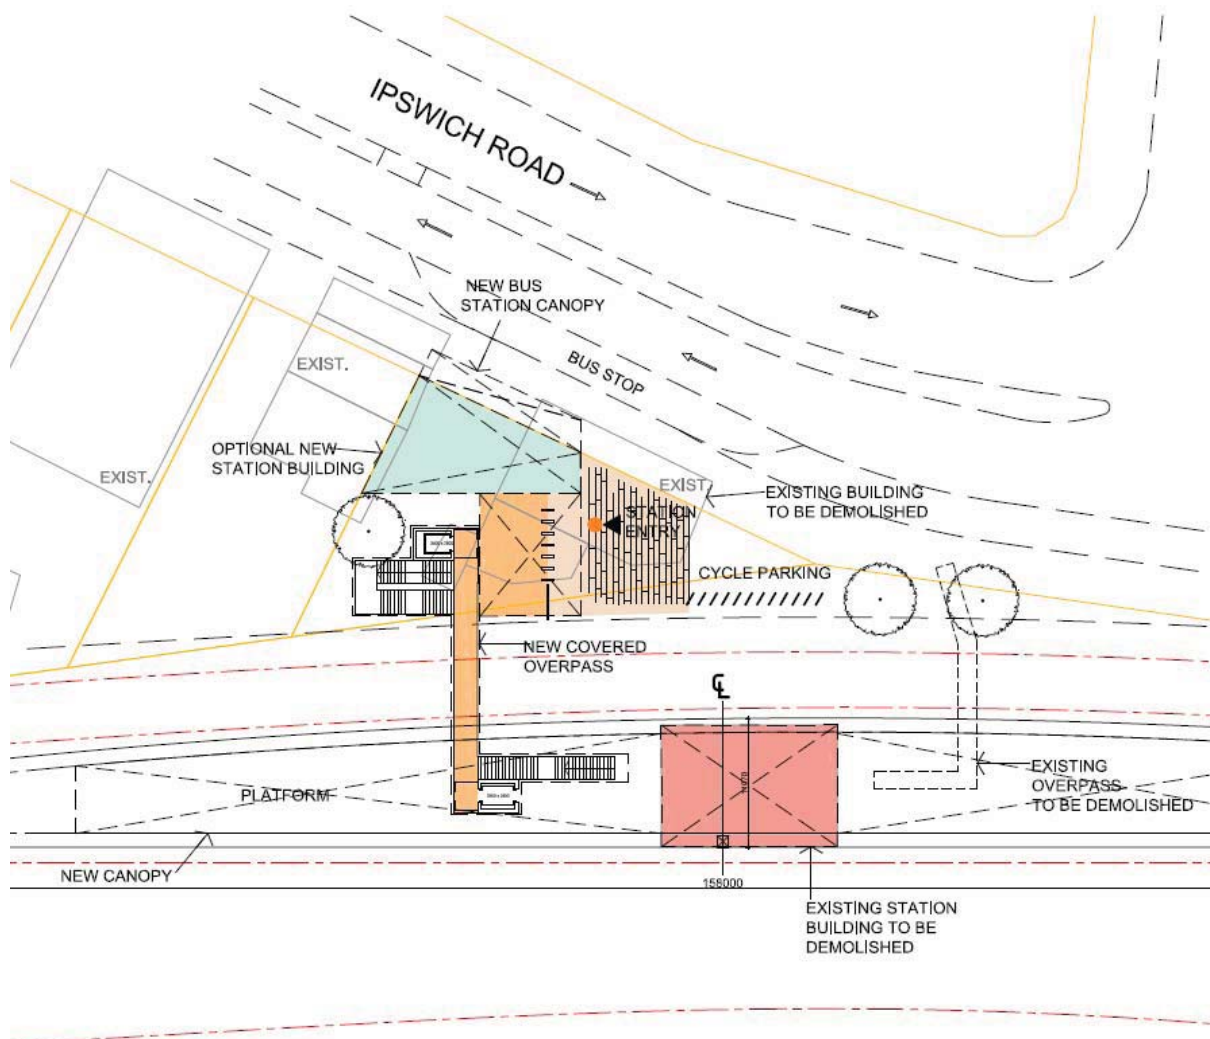 IPSWICH ROAD
NEW BUS
STATION CANOPY
BUS STOP
EXIST.
OPTIONAL NEW
STATION BUILDING
EXIST.
EXIST.
EXISTING BUILDING
TO BE DEMOLISHED
STATION
ENTRY
CYCLE PARKING
NEW COVERED
OVERPASS
CL
PLATFORM
EXISTING
OVERPASS
TO BE DEMOLISHED
NEW CANOPY
158000
EXISTING STATION
BUILDING TO BE
DEMOLISHED